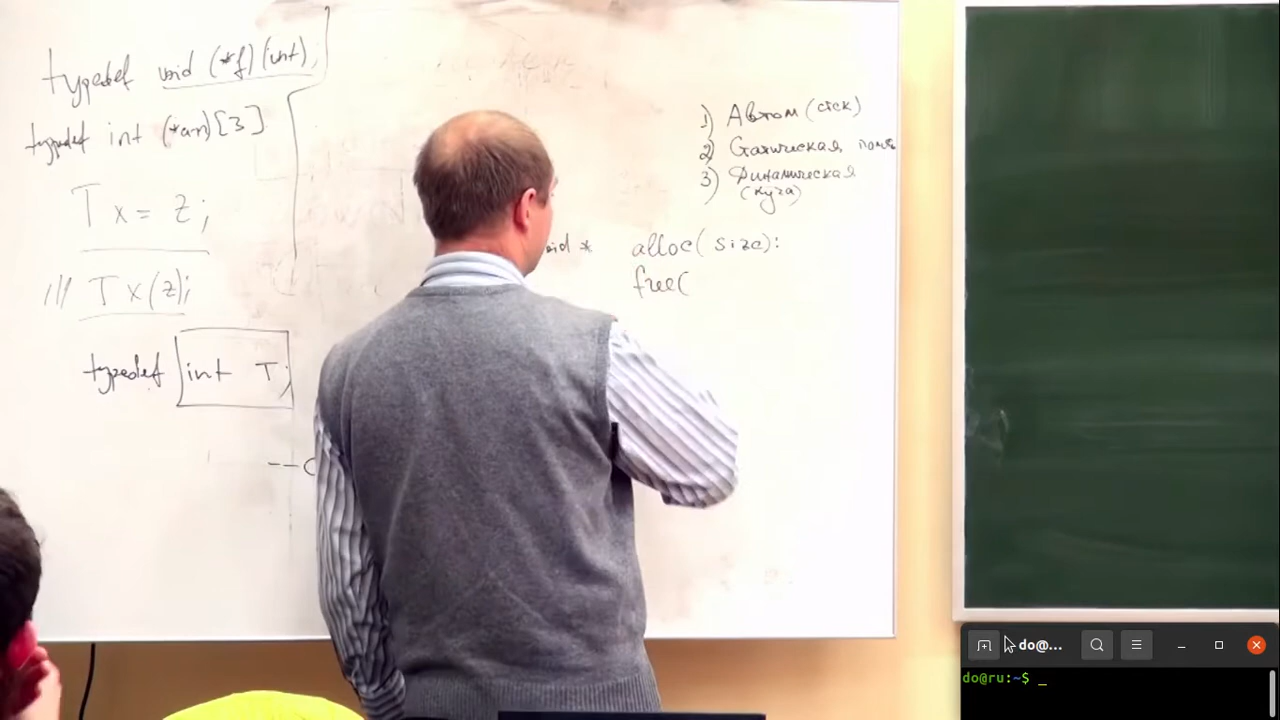 typedef void (*f)(int);
typedef int (*arr)[3]
T x = z;
/// T x(z);
typedef int T;
1) Автом (стек)
2) Статическая память
3) Динамическая
(куча)
alloc( size):
free(
do@...
do@ru:~$ _